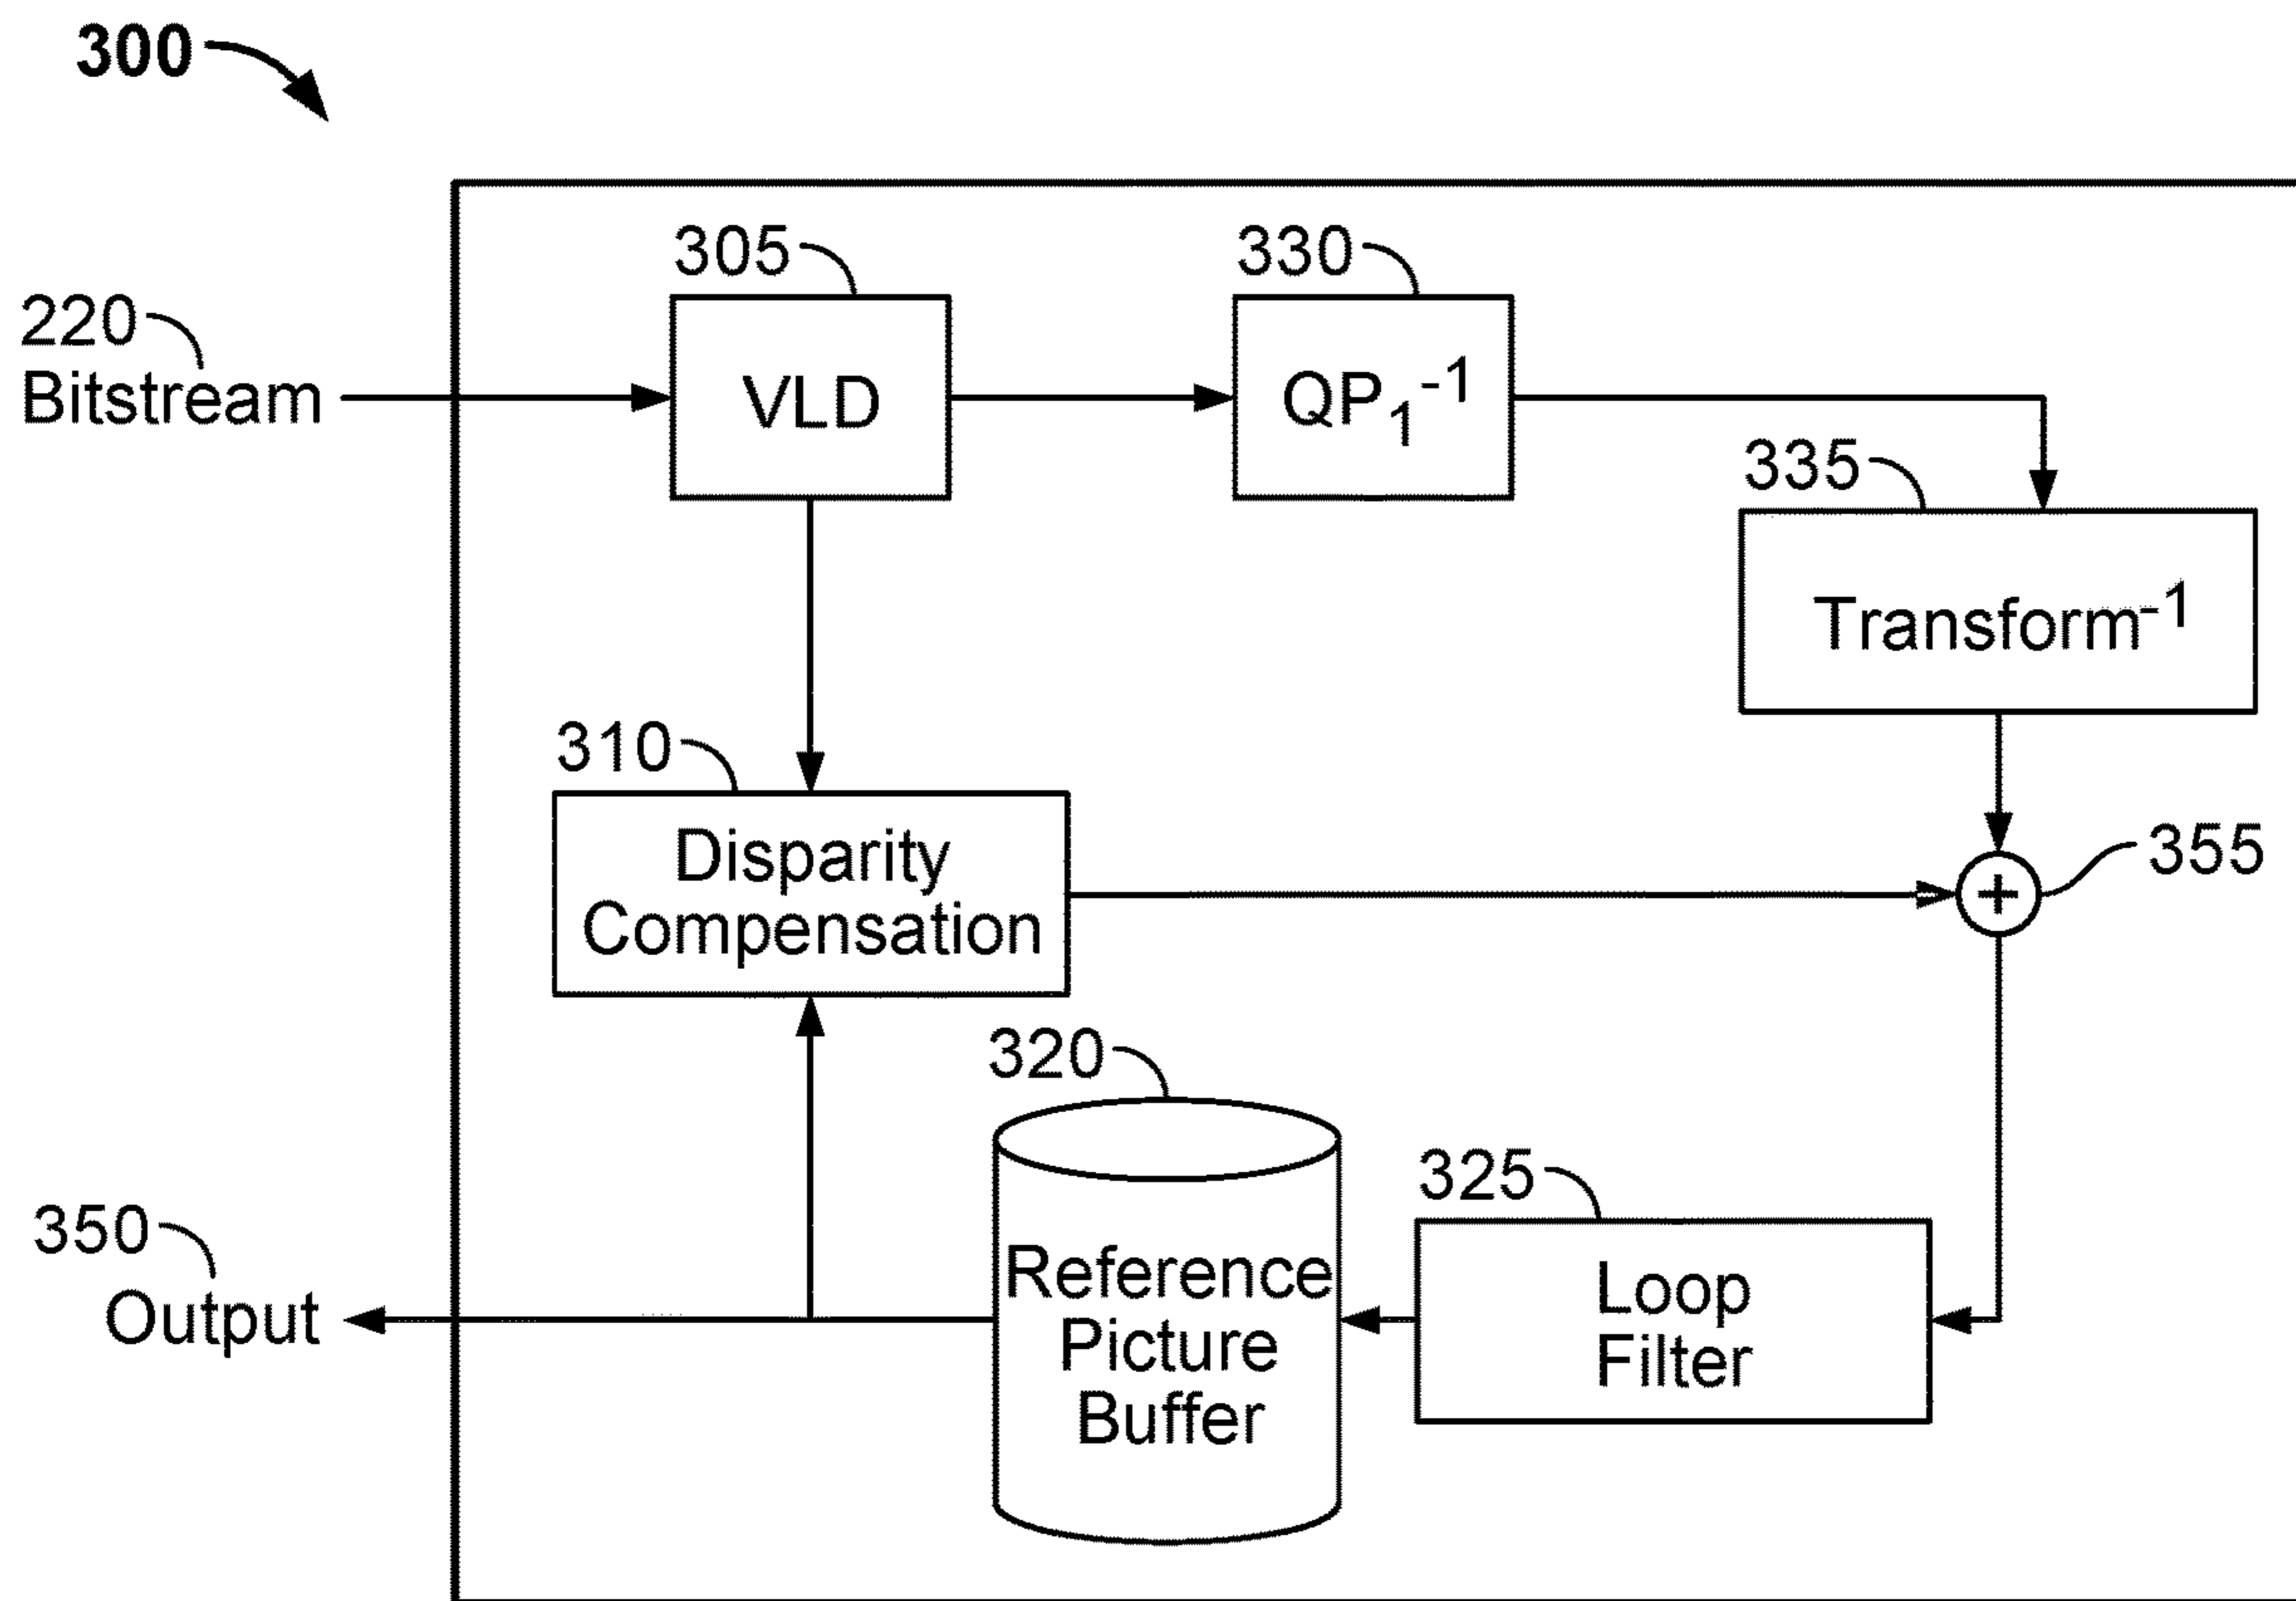 300
305
330
220
Bitstream
VLD
QP₁⁻¹
335
Transform⁻¹
310
Disparity
Compensation
+
355
320
325
350
Output
Reference
Picture
Buffer
Loop
Filter